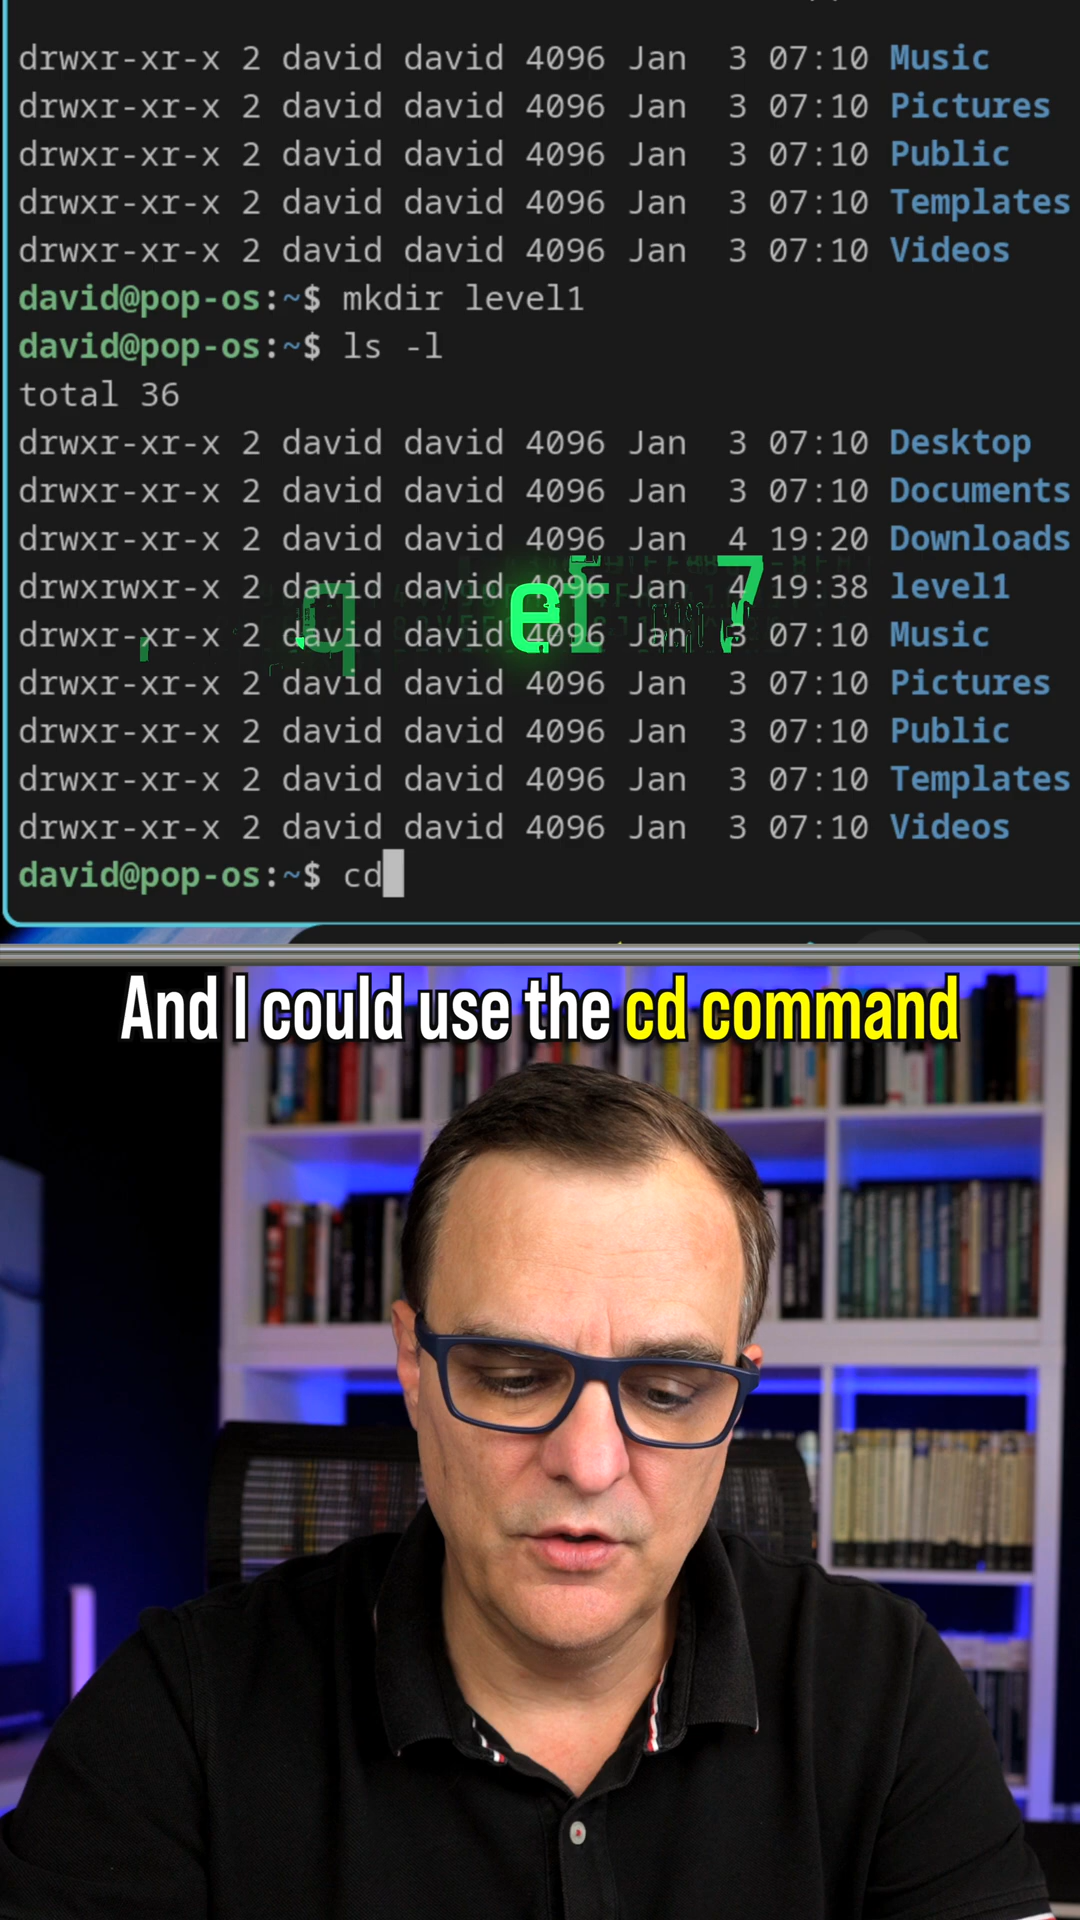 drwxr-xr-x 2 david david 4096 Jan  3 07:10 Music
drwxr-xr-x 2 david david 4096 Jan  3 07:10 Pictures
drwxr-xr-x 2 david david 4096 Jan  3 07:10 Public
drwxr-xr-x 2 david david 4096 Jan  3 07:10 Templates
drwxr-xr-x 2 david david 4096 Jan  3 07:10 Videos
david@pop-os:~$ mkdir level1
david@pop-os:~$ ls -l
total 36
drwxr-xr-x 2 david david 4096 Jan  3 07:10 Desktop
drwxr-xr-x 2 david david 4096 Jan  3 07:10 Documents
drwxr-xr-x 2 david david 4096 Jan  4 19:20 Downloads
drwxrwxr-x 2 david david 4096 Jan  4 19:38 level1
drwxr-xr-x 2 david david 4096 Jan  3 07:10 Music
drwxr-xr-x 2 david david 4096 Jan  3 07:10 Pictures
drwxr-xr-x 2 david david 4096 Jan  3 07:10 Public
drwxr-xr-x 2 david david 4096 Jan  3 07:10 Templates
drwxr-xr-x 2 david david 4096 Jan  3 07:10 Videos
david@pop-os:~$ cd
And I could use the cd command